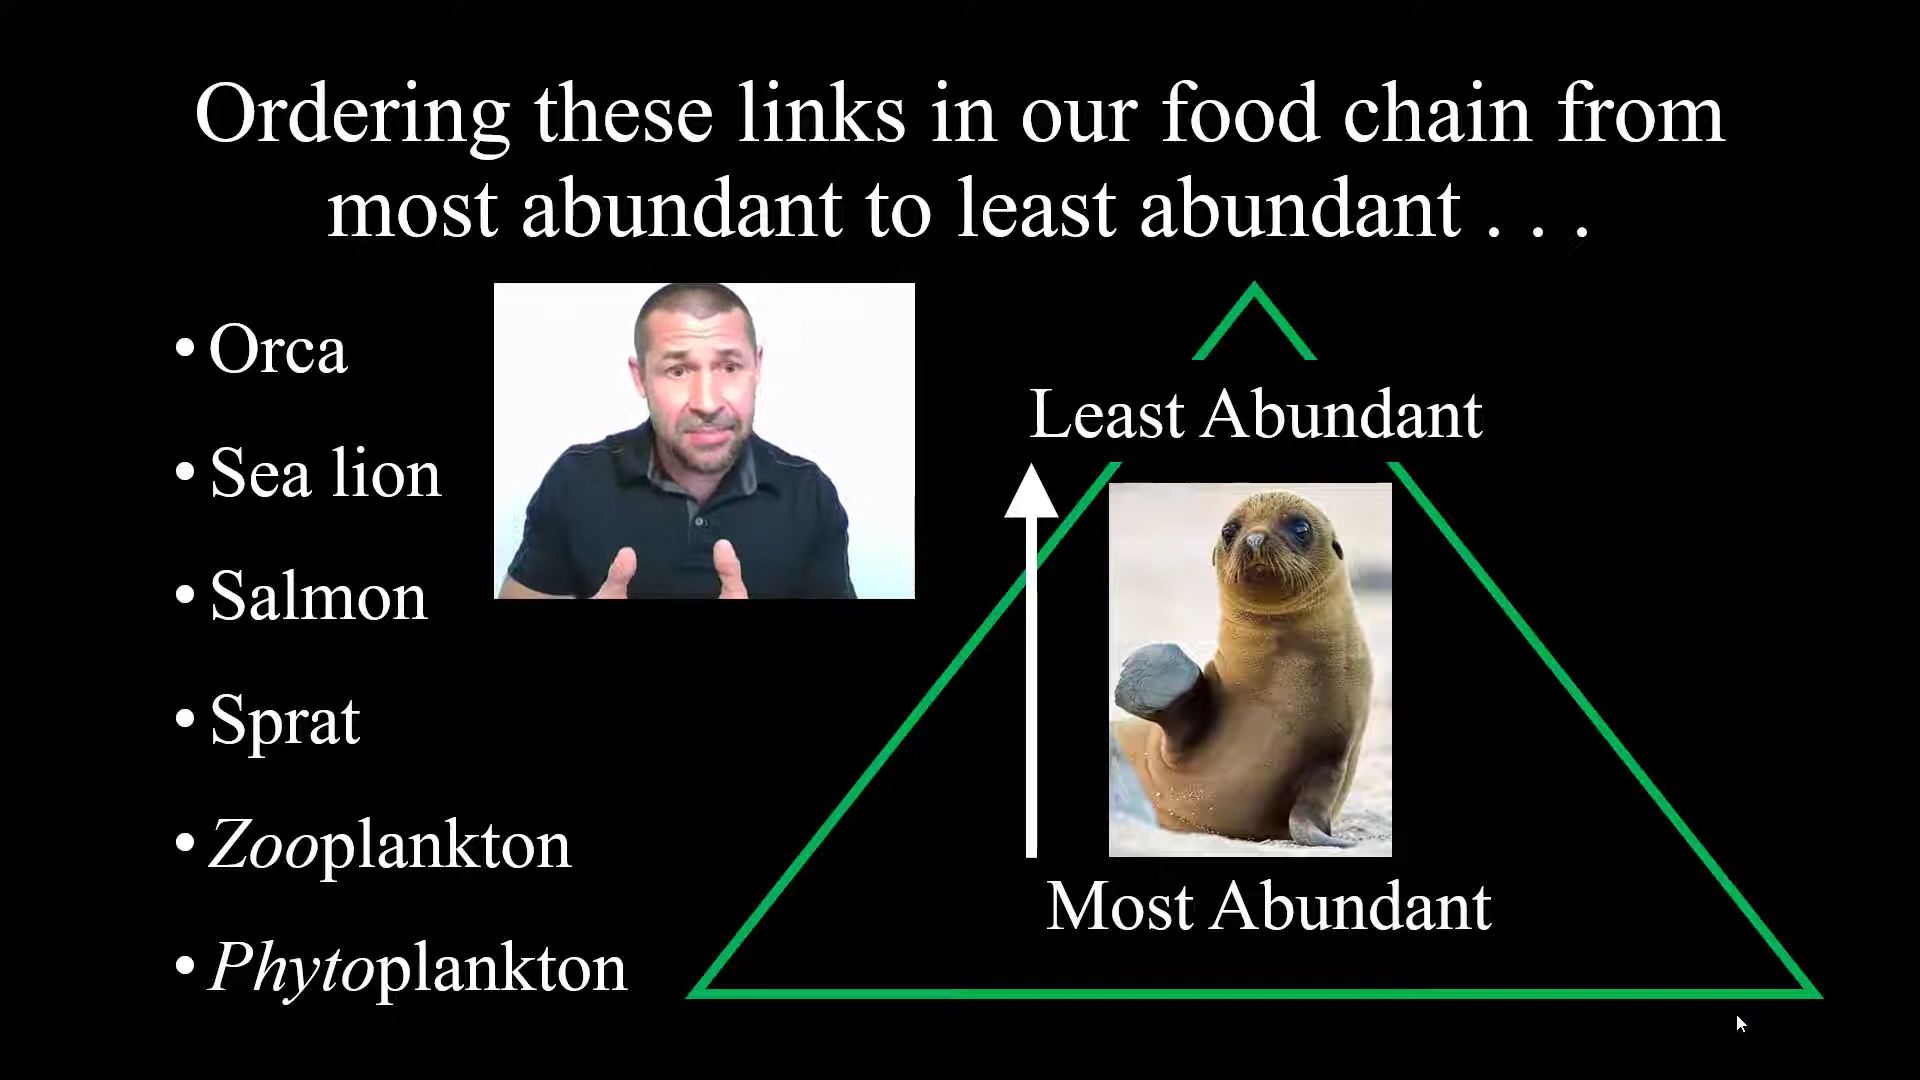 Ordering these links in our food chain from
most abundant to least abundant . . .
• Orca
• Sea lion
• Salmon
• Sprat
• Zooplankton
• Phytoplankton
Least Abundant
Most Abundant